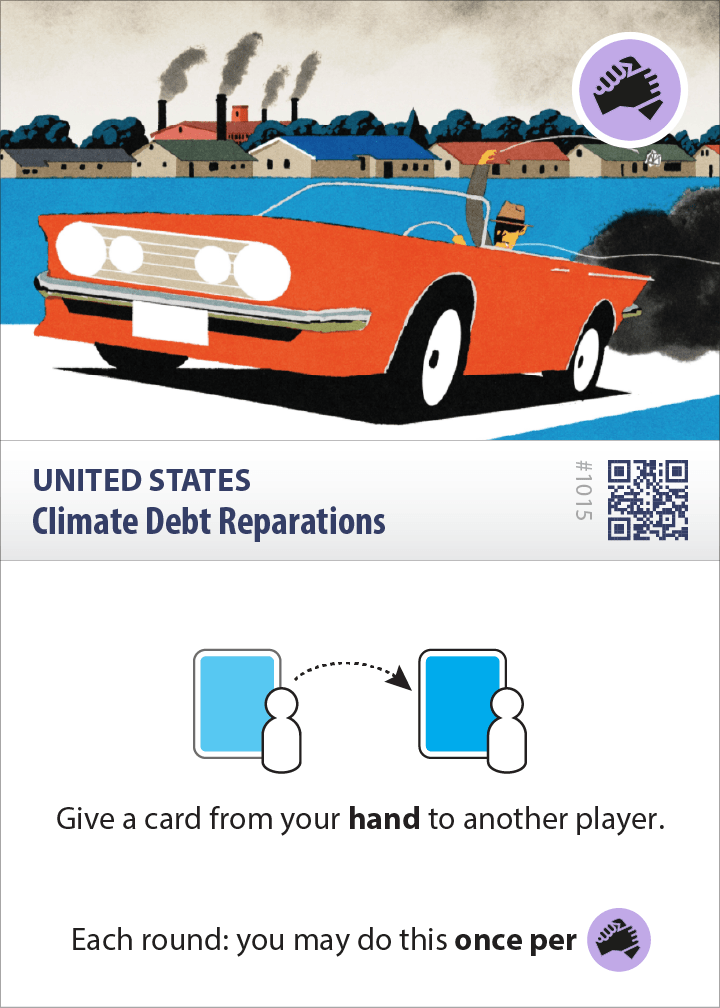 UNITED STATES
Climate Debt Reparations
#1015
Give a card from your hand to another player.
Each round: you may do this once per